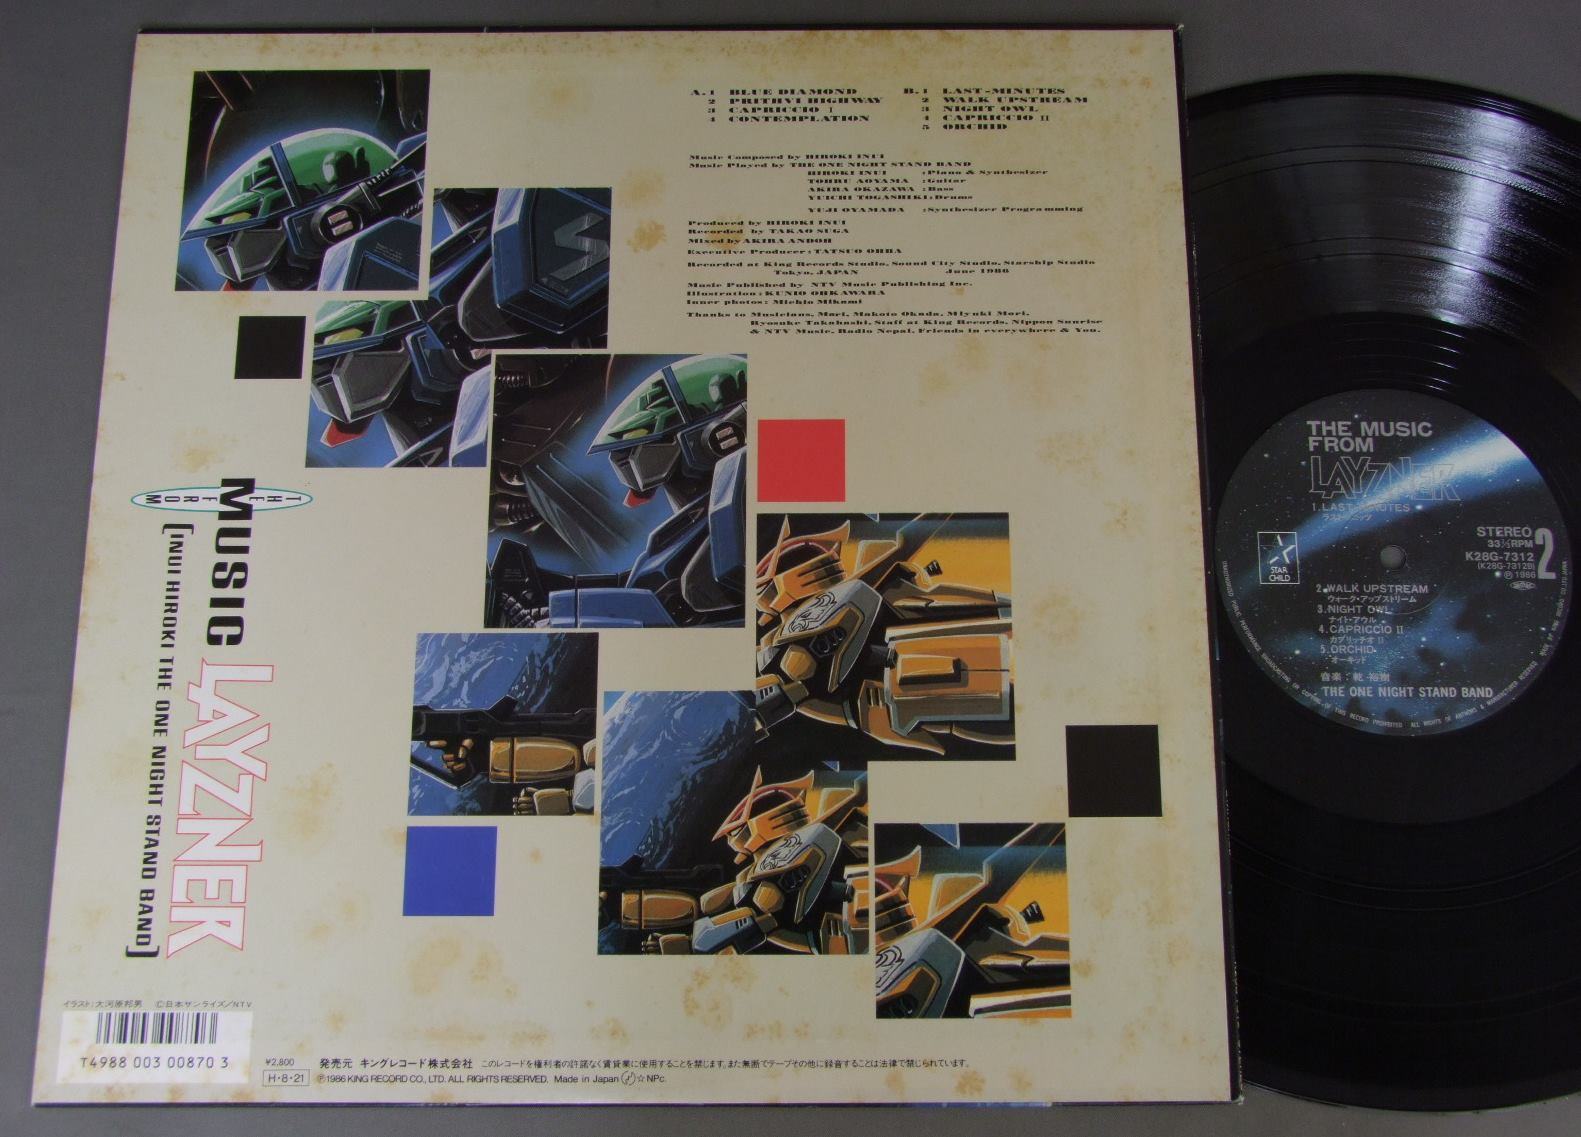 A. 1 BLUE DIAMOND
2 PRITHVI HIGHWAY
3 CAPRICCIO I
4 CONTEMPLATION
B. 1 LAST-MINUTES
2 WALK UPSTREAM
3 NIGHT OWL
4 CAPRICCIO II
5 ORCHID
Music Composed by HIROKI INUI
Music Played by THE ONE NIGHT STAND BAND
HIROKI INUI : Piano & Synthesizer
TOHRU AOYAMA : Guitar
AKIRA OKAZAWA : Bass
YUICHI TOGASHIKI : Drums
YUJI OYAMADA : Synthesizer Programming
Produced by HIROKI INUI
Recorded by TAKAO SUGA
Mixed by AKIRA ANDOH
Executive Producer : TATSUO OHBA
Recorded at King Records Studio, Sound City Studio, Starship Studio
Tokyo, JAPAN June 1986
Music Published by NTV Music Publishing Inc.
Illustration : KUNIO OHKAWARA
Inner photos : Michio Mikami
Thanks to Musicians, Mari, Makoto Okada, Miyuki Mori,
Ryosuke Takahashi, Staff at King Records, Nippon Sunrise
& NTV Music, Radio Nepal, Friends in everywhere & You.
THE MUSIC FROM LAYZNER
[INUI HIROKI THE ONE NIGHT STAND BAND]
イラスト：大河原邦男 ©日本サンライズ/NTV
T4988 003 00870 3
¥2,800
H・8・21
発売元 キングレコード株式会社 このレコードを権利者の許諾なく賃貸業に使用することを禁じます。また無断でテープその他に録音することは法律で禁じられています。
℗1986 KING RECORD CO., LTD. ALL RIGHTS RESERVED. Made in Japan ☆ NPc.
THE MUSIC
FROM
LAYZNER
1. LAST MINUTES
ラストミニッツ
STEREO
33⅓RPM
K28G-7312
(K28G-7312B)
℗ 1986
2
STAR
CHILD
2. WALK UPSTREAM
ウォーク・アップストリーム
3. NIGHT OWL
ナイト・アウル
4. CAPRICCIO II
カプリッチオ II
5. ORCHID
オーキッド
音楽：乾 裕樹
THE ONE NIGHT STAND BAND